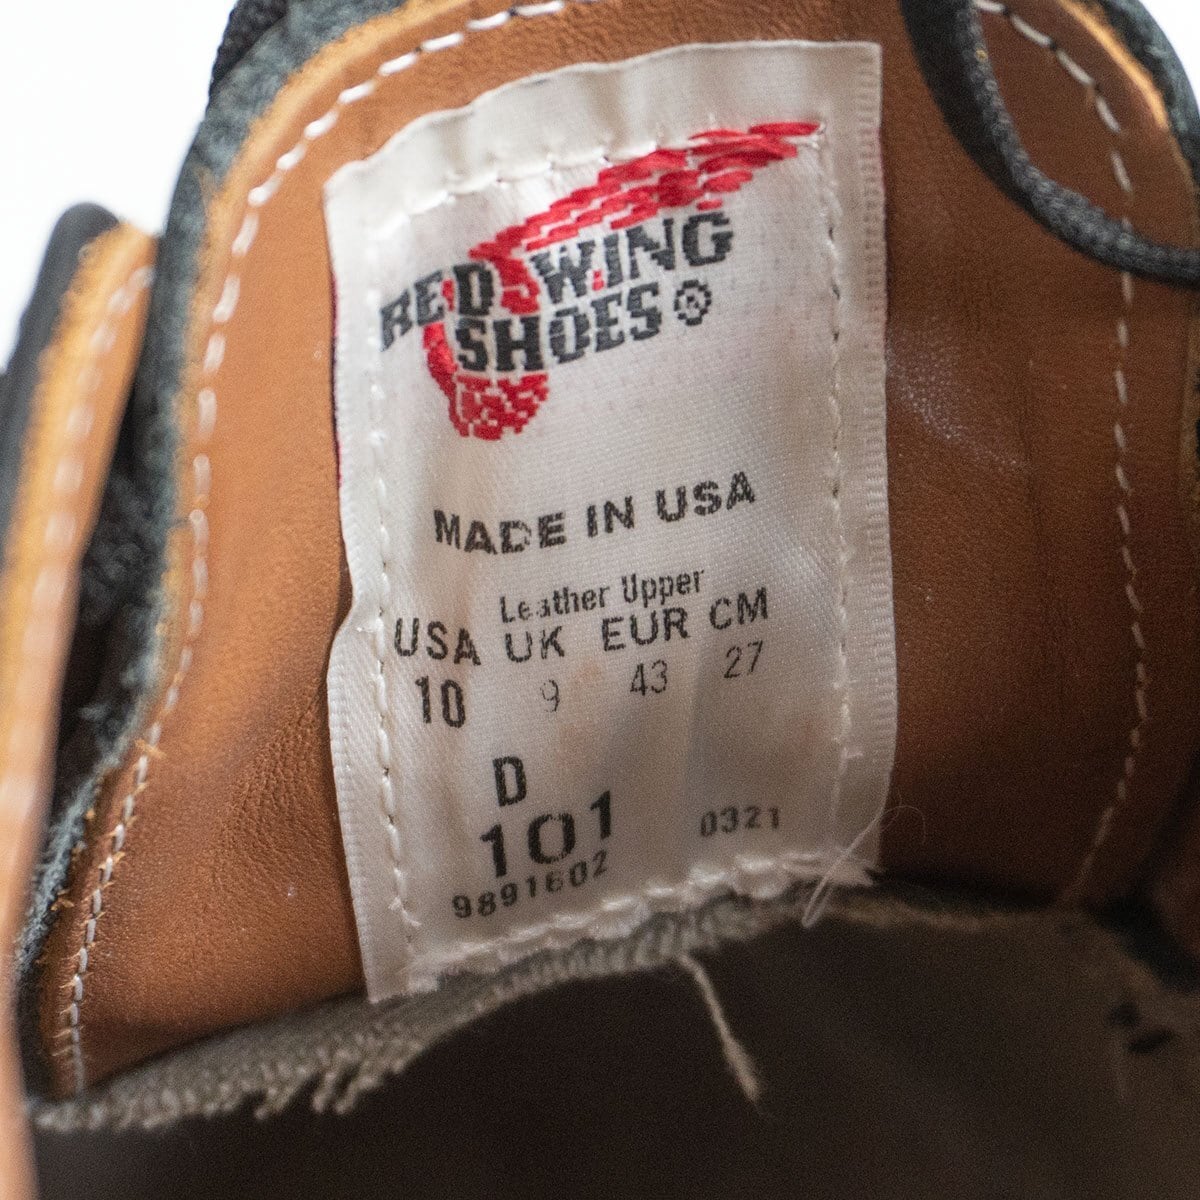 RED WING
SHOES ®
MADE IN USA
Leather Upper
USA UK EUR CM
10 9 43 27
D
101 0321
9891602